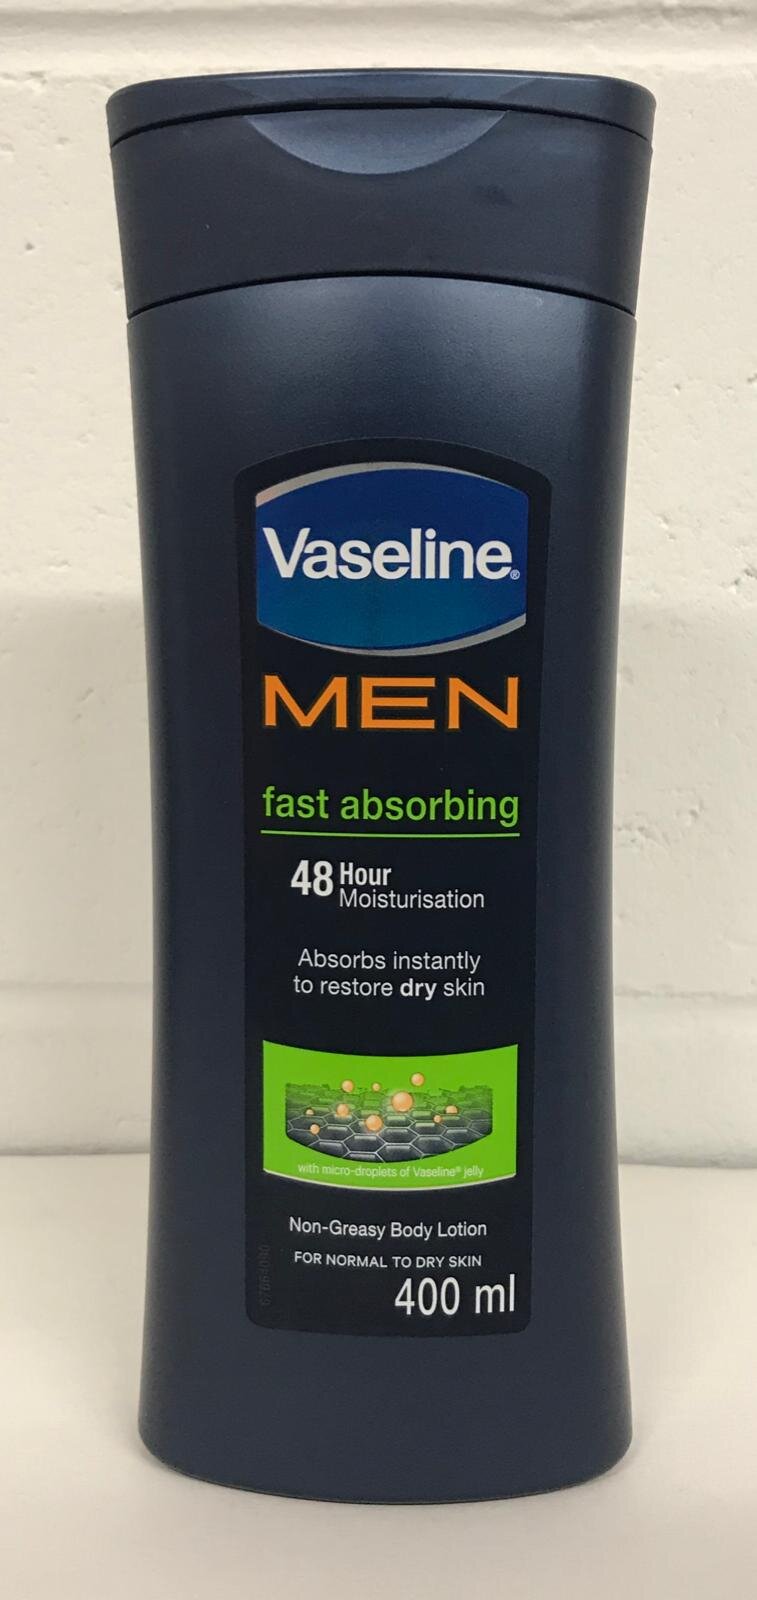 Vaseline®
MEN
fast absorbing
48 Hour
Moisturisation
Absorbs instantly
to restore dry skin
with micro-droplets of Vaseline® jelly
Non-Greasy Body Lotion
FOR NORMAL TO DRY SKIN
400 ml